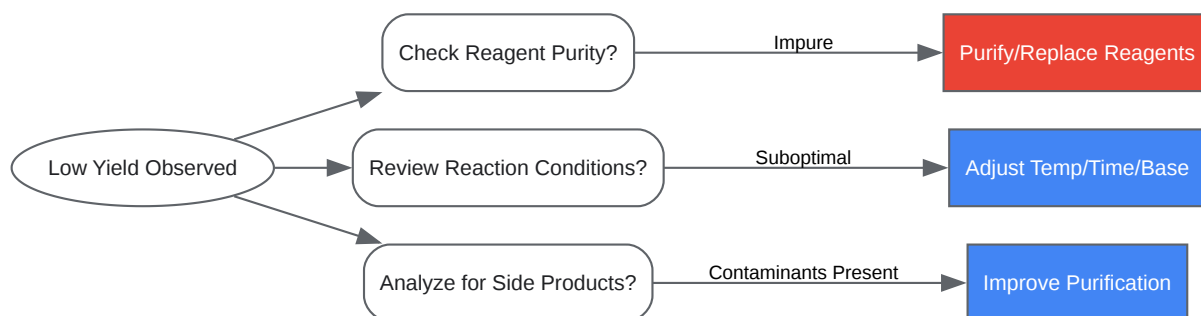 Check Reagent Purity?
Impure
Purify/Replace Reagents
Low Yield Observed
Review Reaction Conditions?
Suboptimal
Adjust Temp/Time/Base
Analyze for Side Products?
Contaminants Present
Improve Purification